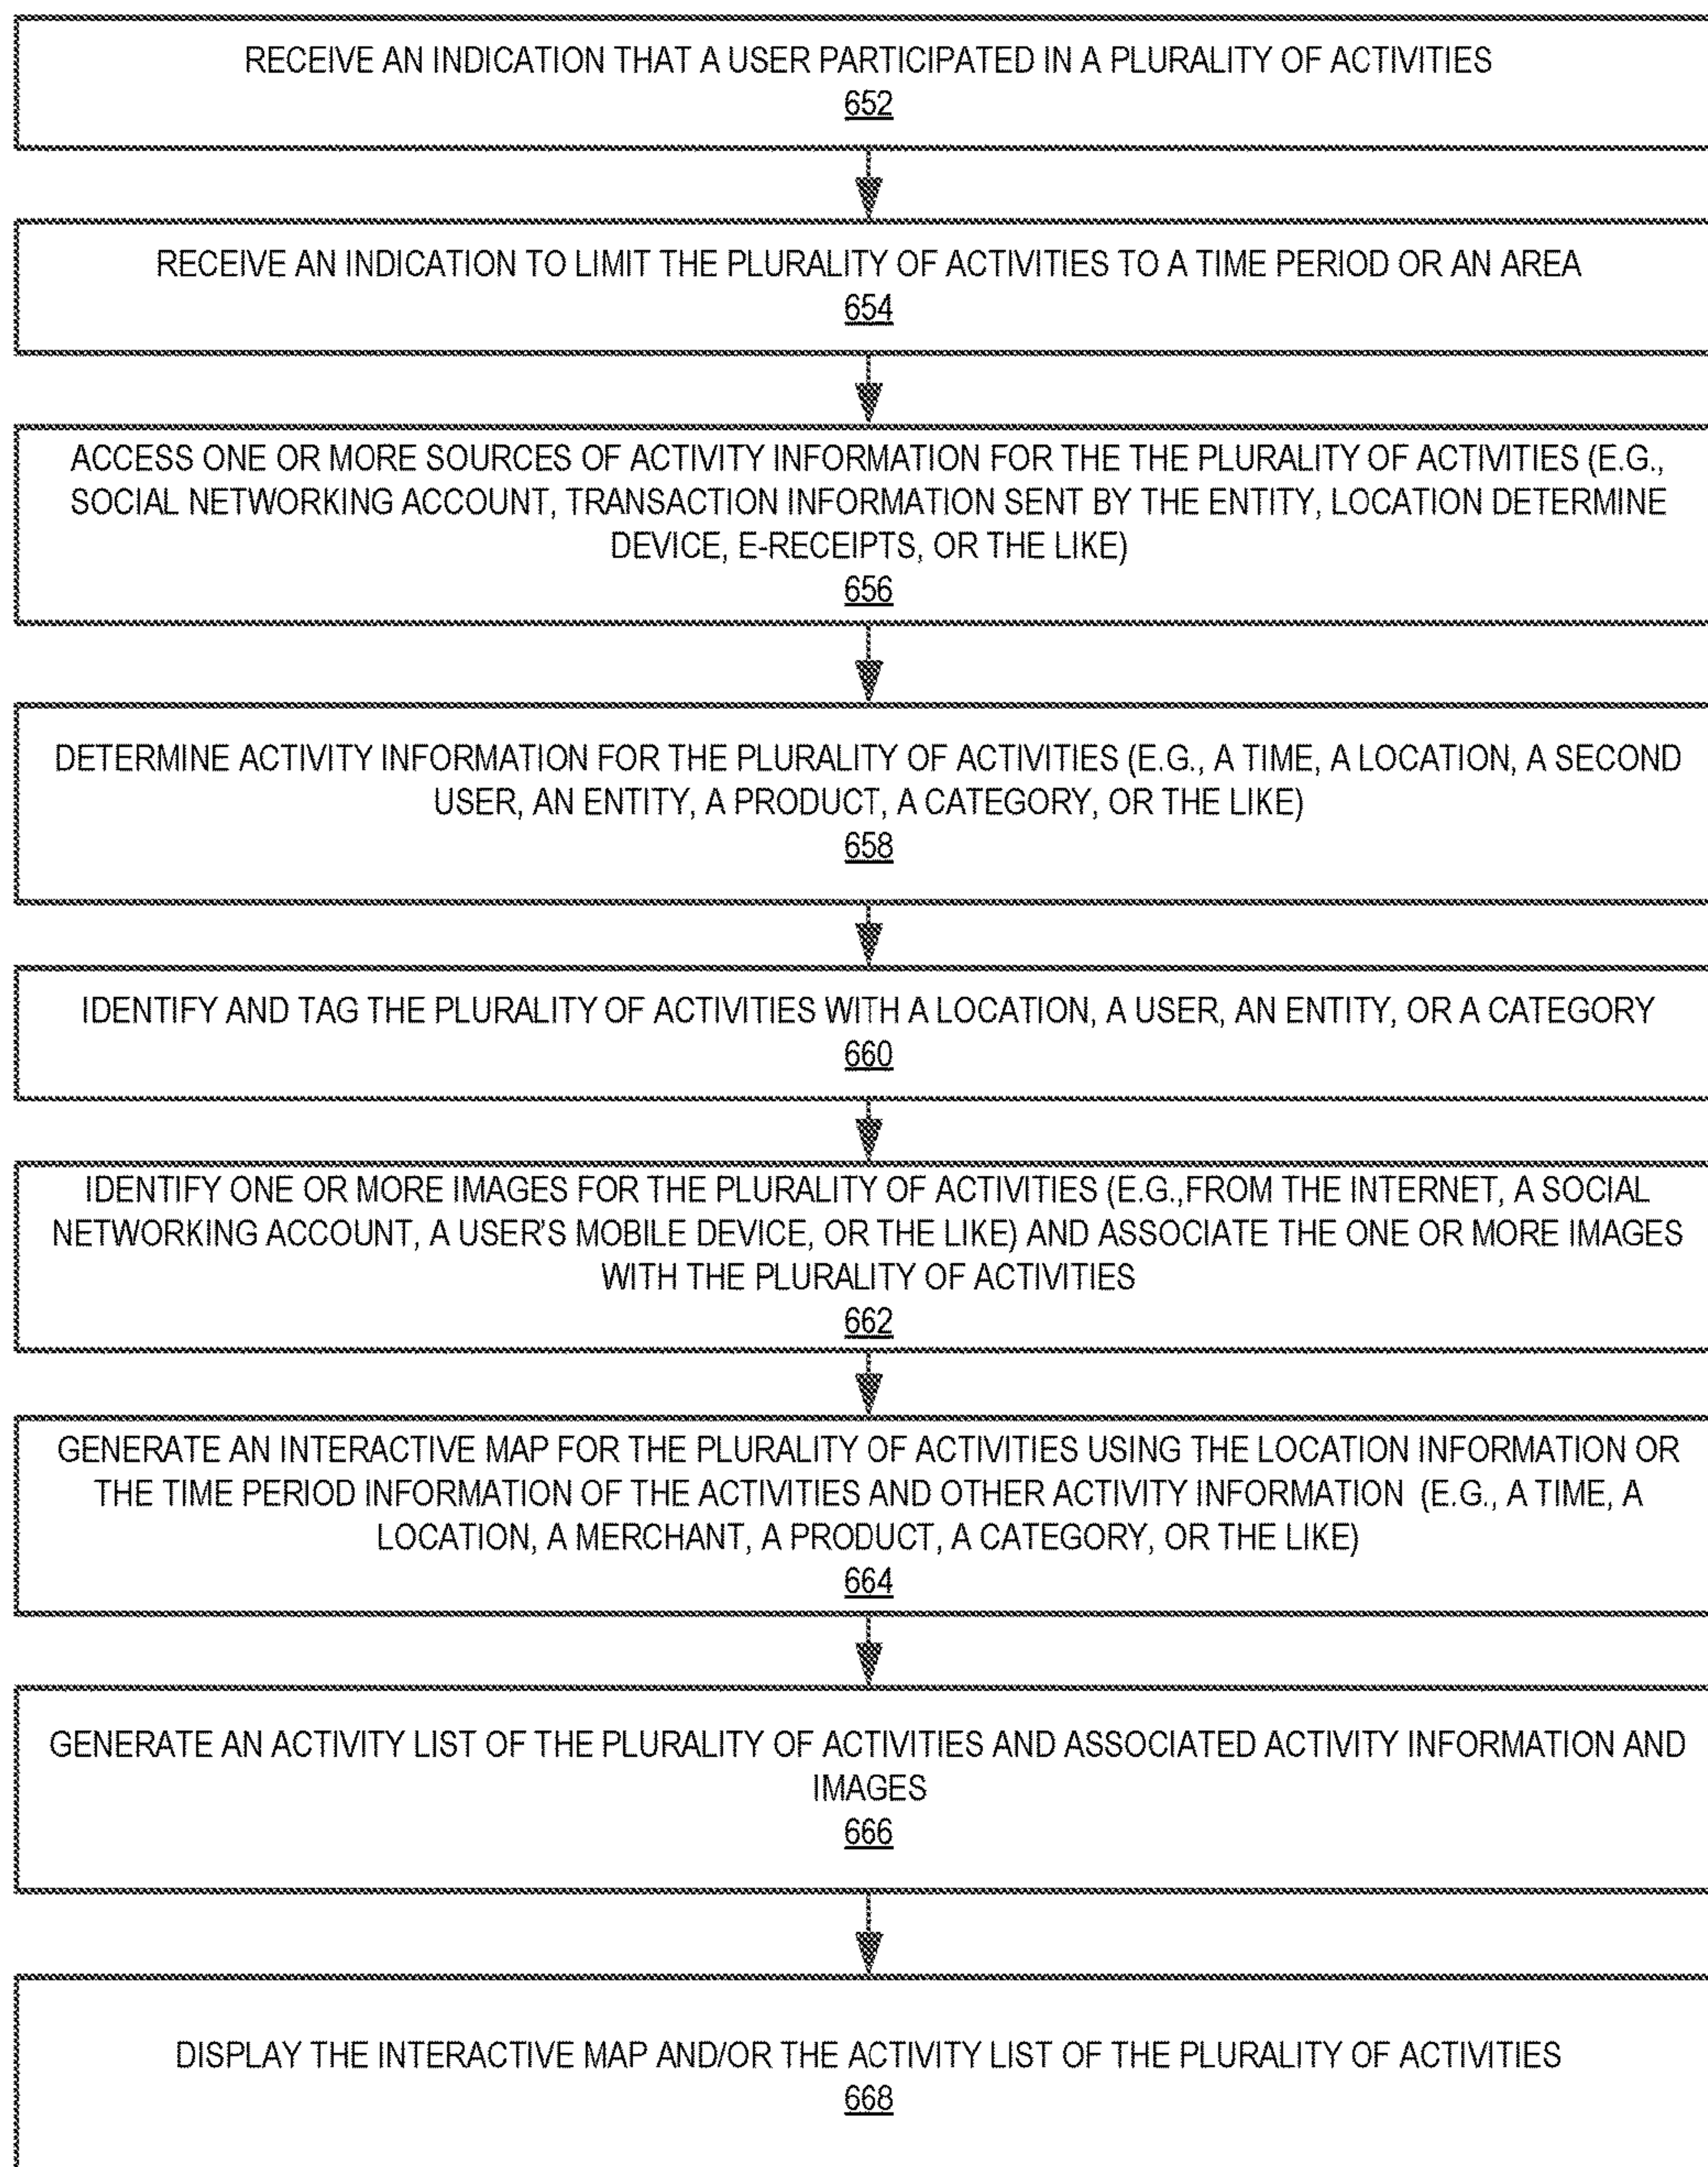 RECEIVE AN INDICATION THAT A USER PARTICIPATED IN A PLURALITY OF ACTIVITIES
652
RECEIVE AN INDICATION TO LIMIT THE PLURALITY OF ACTIVITIES TO A TIME PERIOD OR AN AREA
654
ACCESS ONE OR MORE SOURCES OF ACTIVITY INFORMATION FOR THE THE PLURALITY OF ACTIVITIES (E.G.,
SOCIAL NETWORKING ACCOUNT, TRANSACTION INFORMATION SENT BY THE ENTITY, LOCATION DETERMINE
DEVICE, E-RECEIPTS, OR THE LIKE)
656
DETERMINE ACTIVITY INFORMATION FOR THE PLURALITY OF ACTIVITIES (E.G., A TIME, A LOCATION, A SECOND
USER, AN ENTITY, A PRODUCT, A CATEGORY, OR THE LIKE)
658
IDENTIFY AND TAG THE PLURALITY OF ACTIVITIES WITH A LOCATION, A USER, AN ENTITY, OR A CATEGORY
660
IDENTIFY ONE OR MORE IMAGES FOR THE PLURALITY OF ACTIVITIES (E.G.,FROM THE INTERNET, A SOCIAL
NETWORKING ACCOUNT, A USER'S MOBILE DEVICE, OR THE LIKE) AND ASSOCIATE THE ONE OR MORE IMAGES
WITH THE PLURALITY OF ACTIVITIES
662
GENERATE AN INTERACTIVE MAP FOR THE PLURALITY OF ACTIVITIES USING THE LOCATION INFORMATION OR
THE TIME PERIOD INFORMATION OF THE ACTIVITIES AND OTHER ACTIVITY INFORMATION (E.G., A TIME, A
LOCATION, A MERCHANT, A PRODUCT, A CATEGORY, OR THE LIKE)
664
GENERATE AN ACTIVITY LIST OF THE PLURALITY OF ACTIVITIES AND ASSOCIATED ACTIVITY INFORMATION AND
IMAGES
666
DISPLAY THE INTERACTIVE MAP AND/OR THE ACTIVITY LIST OF THE PLURALITY OF ACTIVITIES
668